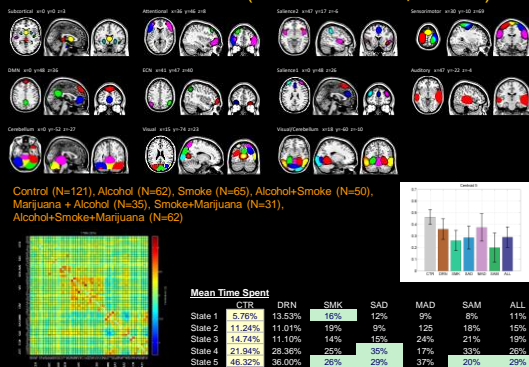 Subcortical x=0 y=0 z=3
Attentional x=36 y=46 z=8
Salience2 x=47 y=17 z=-6
Sensorimotor x=30 y=-10 z=69
DMN x=0 y=48 z=36
ECN x=41 y=47 z=40
Salience1 x=0 y=48 z=26
Auditory x=47 y=-22 z=-4
Cerebellum x=0 y=-52 z=-27
Visual x=15 y=-74 z=23
Visual/Cerebellum x=18 y=-60 z=-10
Control (N=121), Alcohol (N=62), Smoke (N=65), Alcohol+Smoke (N=50),
Marijuana + Alcohol (N=35), Smoke+Marijuana (N=31),
Alcohol+Smoke+Marijuana (N=62)
Centroid 5
CTR DRN SMK SAD MAD SAM ALL
Mean Time Spent
CTR DRN SMK SAD MAD SAM ALL
State 1 5.76% 13.53% 16% 12% 9% 8% 11%
State 2 11.24% 11.01% 19% 9% 125 18% 15%
State 3 14.74% 11.10% 14% 15% 24% 21% 19%
State 4 21.94% 28.36% 25% 35% 17% 33% 26%
State 5 46.32% 36.00% 26% 29% 37% 20% 29%